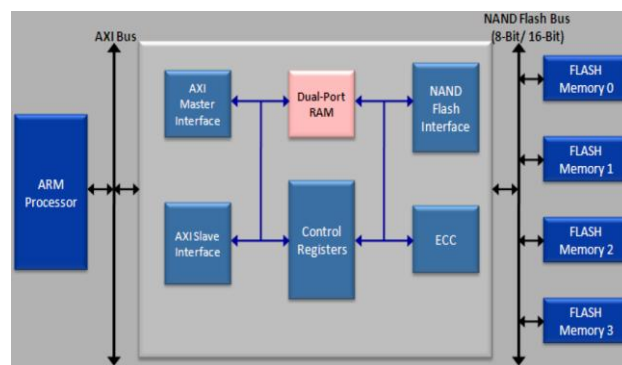 AXI Bus
NAND Flash Bus
(8-Bit/ 16-Bit)
AXI
Master
Interface
Dual-Port
RAM
NAND
Flash
Interface
FLASH
Memory 0
FLASH
Memory 1
ARM
Processor
AXI Slave
Interface
Control
Registers
ECC
FLASH
Memory 2
FLASH
Memory 3